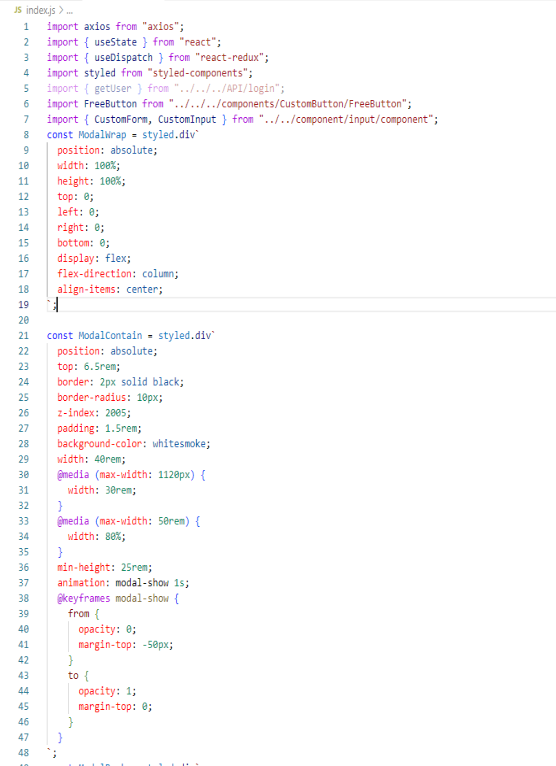 JS index.js > ...
1 import axios from "axios";
2 import { useState } from "react";
3 import { useDispatch } from "react-redux";
4 import styled from "styled-components";
5 import { getUser } from "../../../API/login";
6 import FreeButton from "../../../components/CustomButton/FreeButton";
7 import { CustomForm, CustomInput } from "../../component/input/component";
8 const ModalWrap = styled.div`
9 position: absolute;
10 width: 100%;
11 height: 100%;
12 top: 0;
13 left: 0;
14 right: 0;
15 bottom: 0;
16 display: flex;
17 flex-direction: column;
18 align-items: center;
19 `;
20
21 const ModalContain = styled.div`
22 position: absolute;
23 top: 6.5rem;
24 border: 2px solid black;
25 border-radius: 10px;
26 z-index: 2005;
27 padding: 1.5rem;
28 background-color: whitesmoke;
29 width: 40rem;
30 @media (max-width: 1120px) {
31 width: 30rem;
32 }
33 @media (max-width: 50rem) {
34 width: 80%;
35 }
36 min-height: 25rem;
37 animation: modal-show 1s;
38 @keyframes modal-show {
39 from {
40 opacity: 0;
41 margin-top: -50px;
42 }
43 to {
44 opacity: 1;
45 margin-top: 0;
46 }
47 }
48 `;